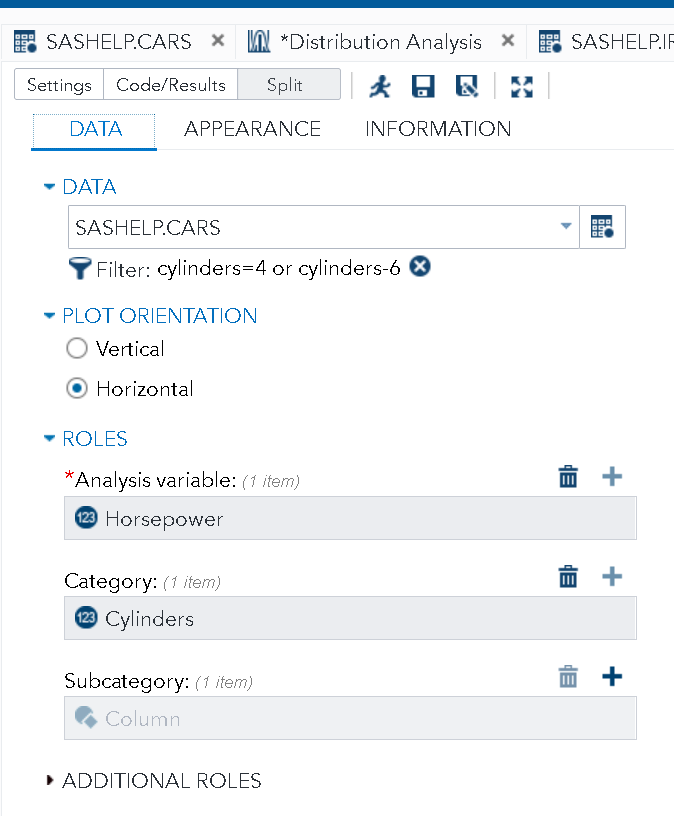 SASHELP.CARS *Distribution Analysis SASHELP.IR
Settings Code/Results Split
DATA APPEARANCE INFORMATION
DATA
SASHELP.CARS
Filter: cylinders=4 or cylinders-6
PLOT ORIENTATION
Vertical
Horizontal
ROLES
*Analysis variable: (1 item)
123 Horsepower
Category: (1 item)
123 Cylinders
Subcategory: (1 item)
Column
ADDITIONAL ROLES